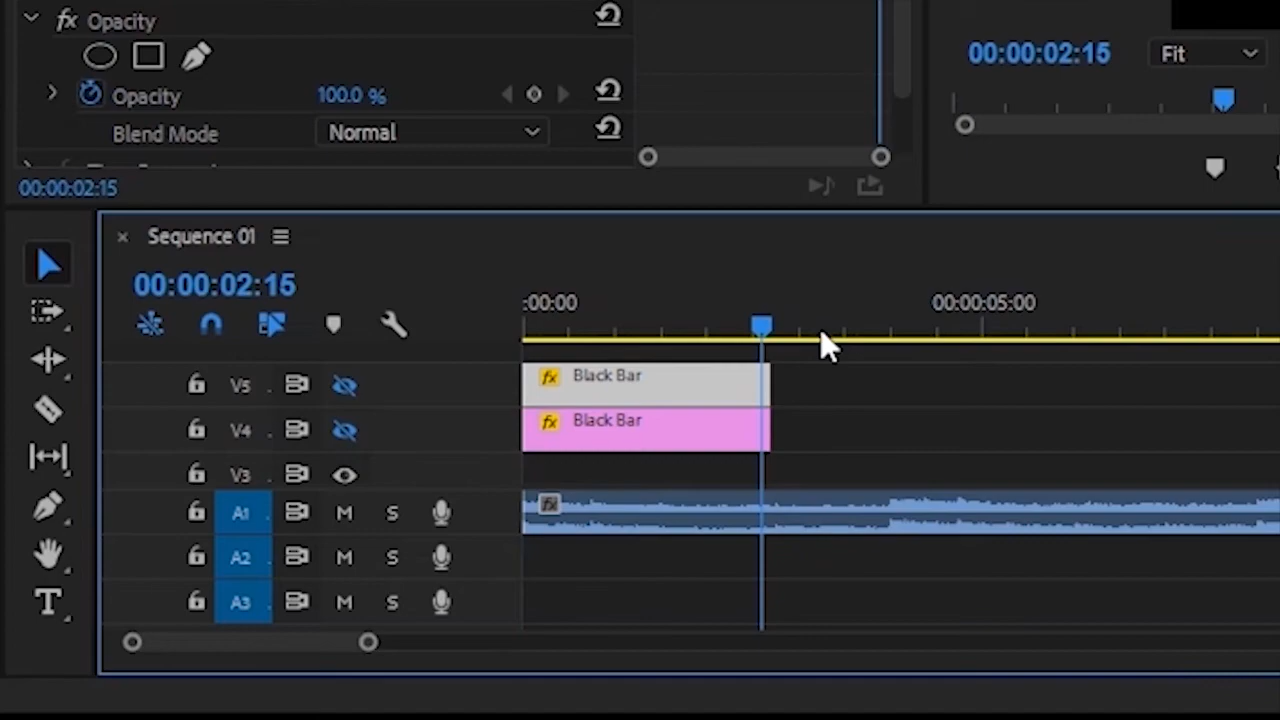 fx Opacity
Opacity 100.0 %
Blend Mode Normal
00:00:02:15
00:00:02:15 Fit
× Sequence 01
00:00:02:15
:00:00 00:00:05:00
V5 fx Black Bar
V4 fx Black Bar
V3
A1 M S fx
A2 M S
A3 M S
T